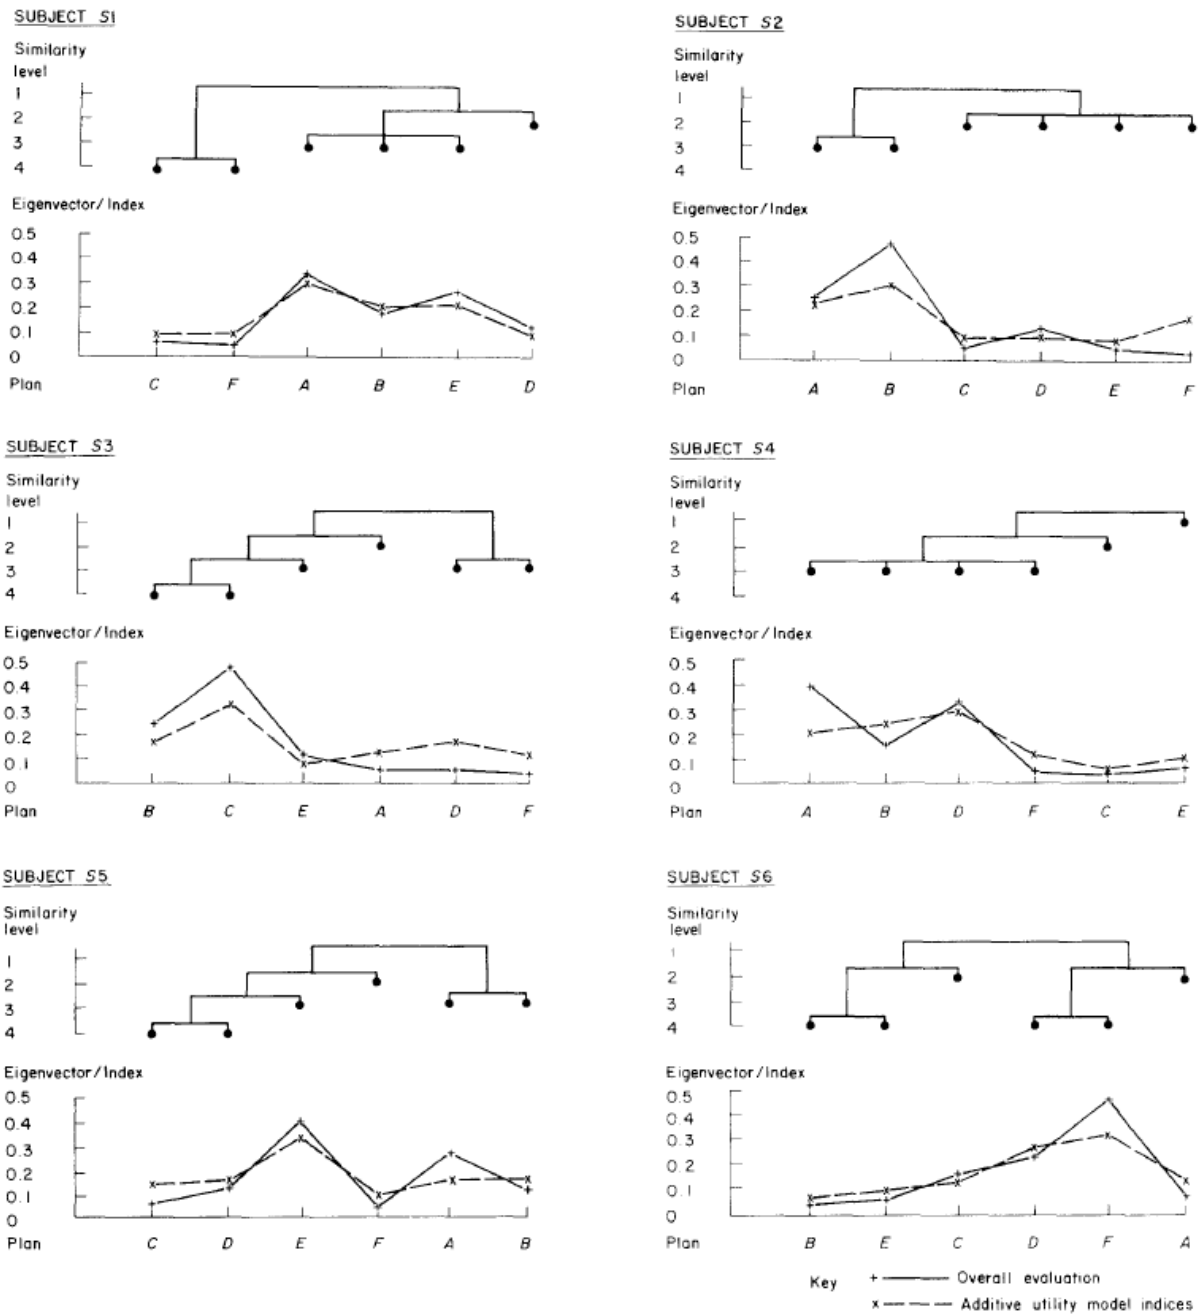 SUBJECT S1
Similarity
level
1
2
3
4
Eigenvector/Index
0.5
0.4
0.3
0.2
0.1
0
Plan C F A B E D
SUBJECT S2
Similarity
level
1
2
3
4
Eigenvector/Index
0.5
0.4
0.3
0.2
0.1
0
Plan A B C D E F
SUBJECT S3
Similarity
level
1
2
3
4
Eigenvector/Index
0.5
0.4
0.3
0.2
0.1
0
Plan B C E A D F
SUBJECT S4
Similarity
level
1
2
3
4
Eigenvector/Index
0.5
0.4
0.3
0.2
0.1
0
Plan A B D F C E
SUBJECT S5
Similarity
level
1
2
3
4
Eigenvector/Index
0.5
0.4
0.3
0.2
0.1
0
Plan C D E F A B
SUBJECT S6
Similarity
level
1
2
3
4
Eigenvector/Index
0.5
0.4
0.3
0.2
0.1
0
Plan B E C D F A
Key + Overall evaluation
x Additive utility model indices